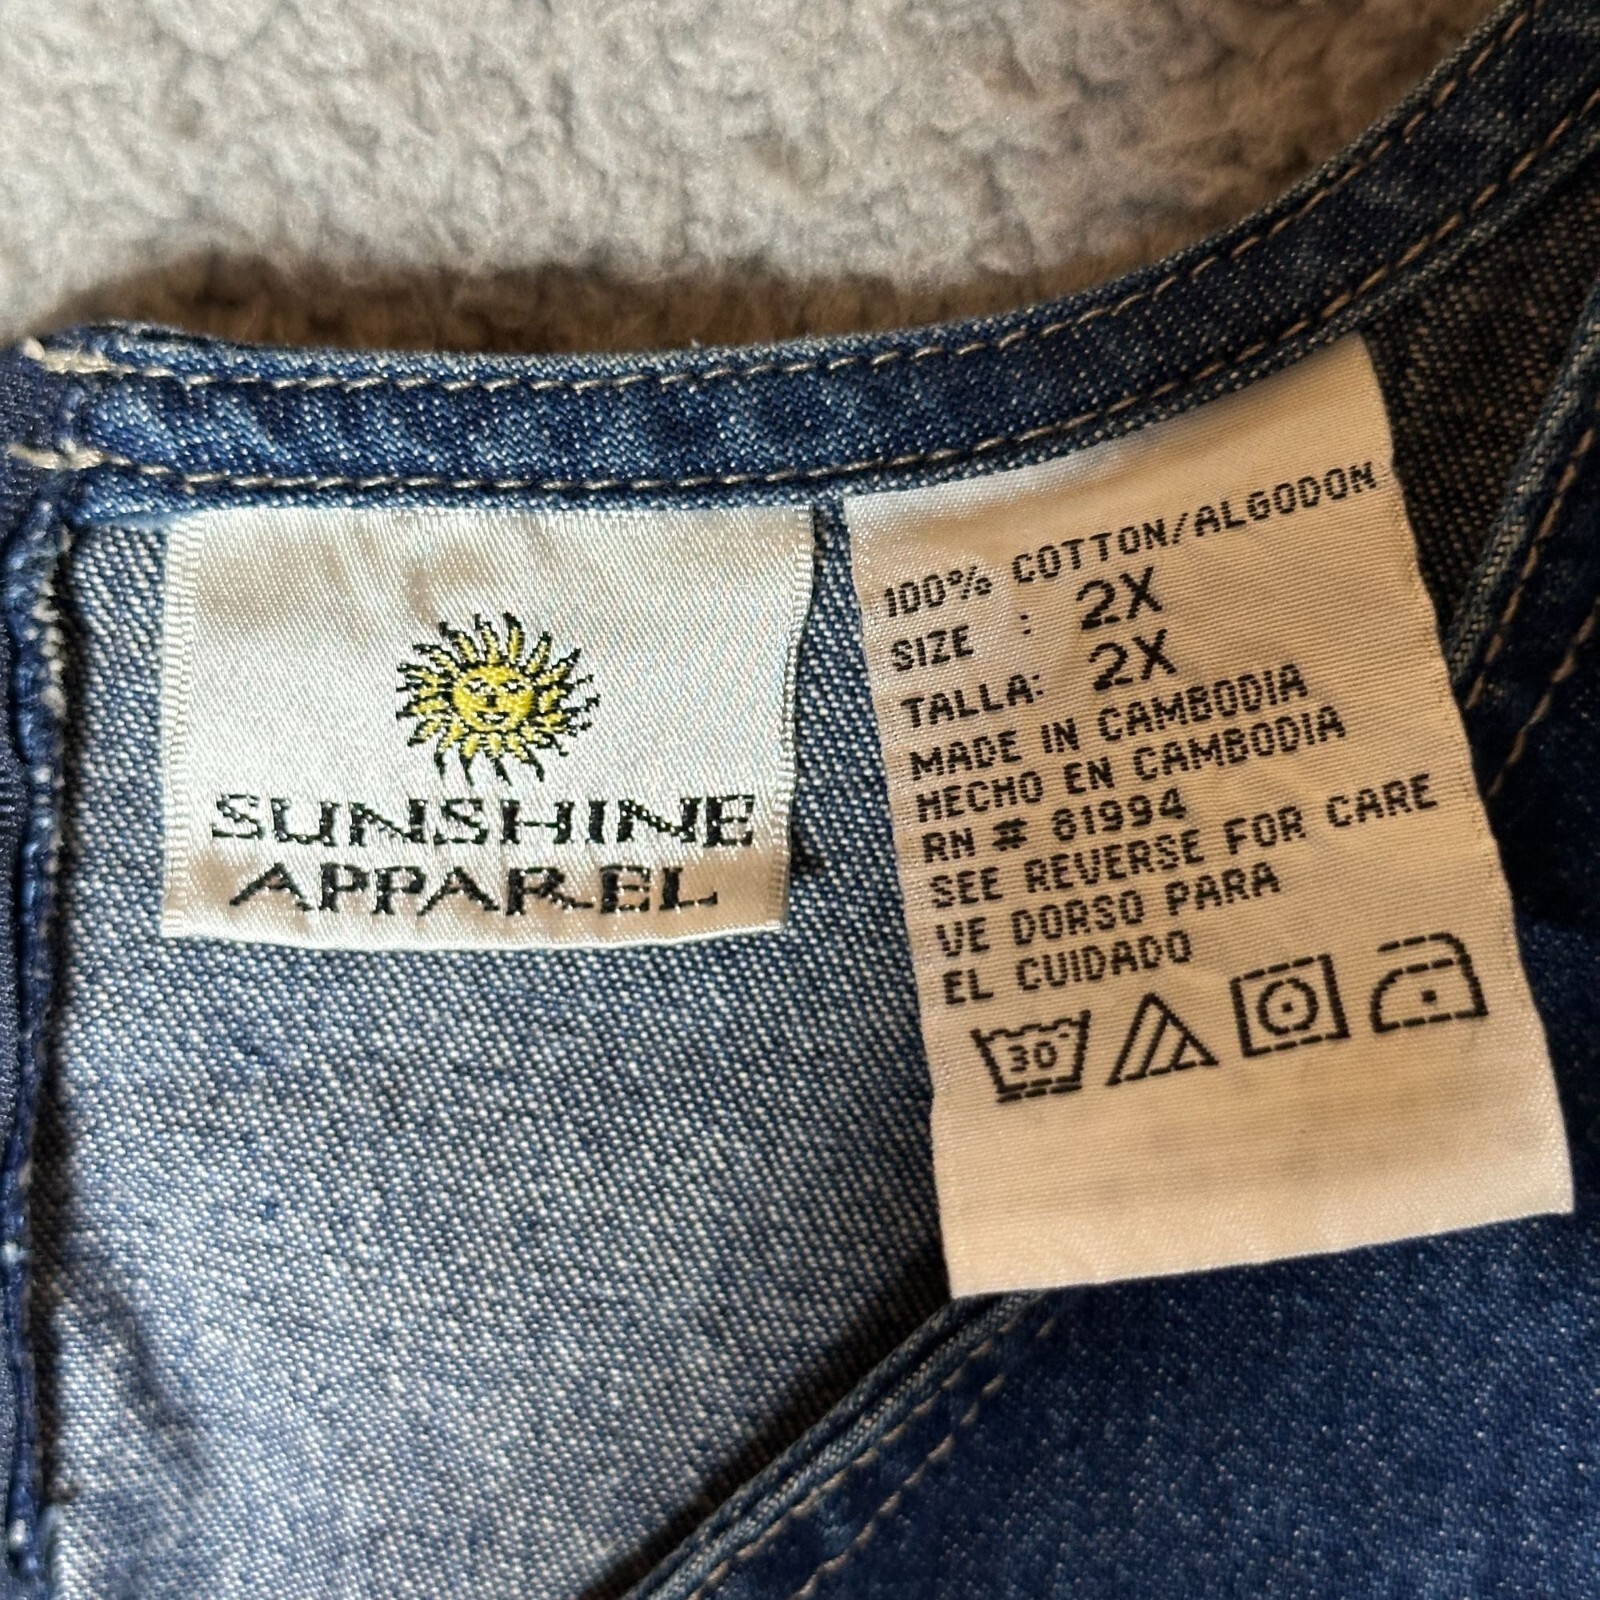 SUNSHINE
APPAREL
100% COTTON/ALGODON
SIZE : 2X
TALLA: 2X
MADE IN CAMBODIA
HECHO EN CAMBODIA
RN # 61994
SEE REVERSE FOR CARE
VE DORSO PARA
EL CUIDADO
30